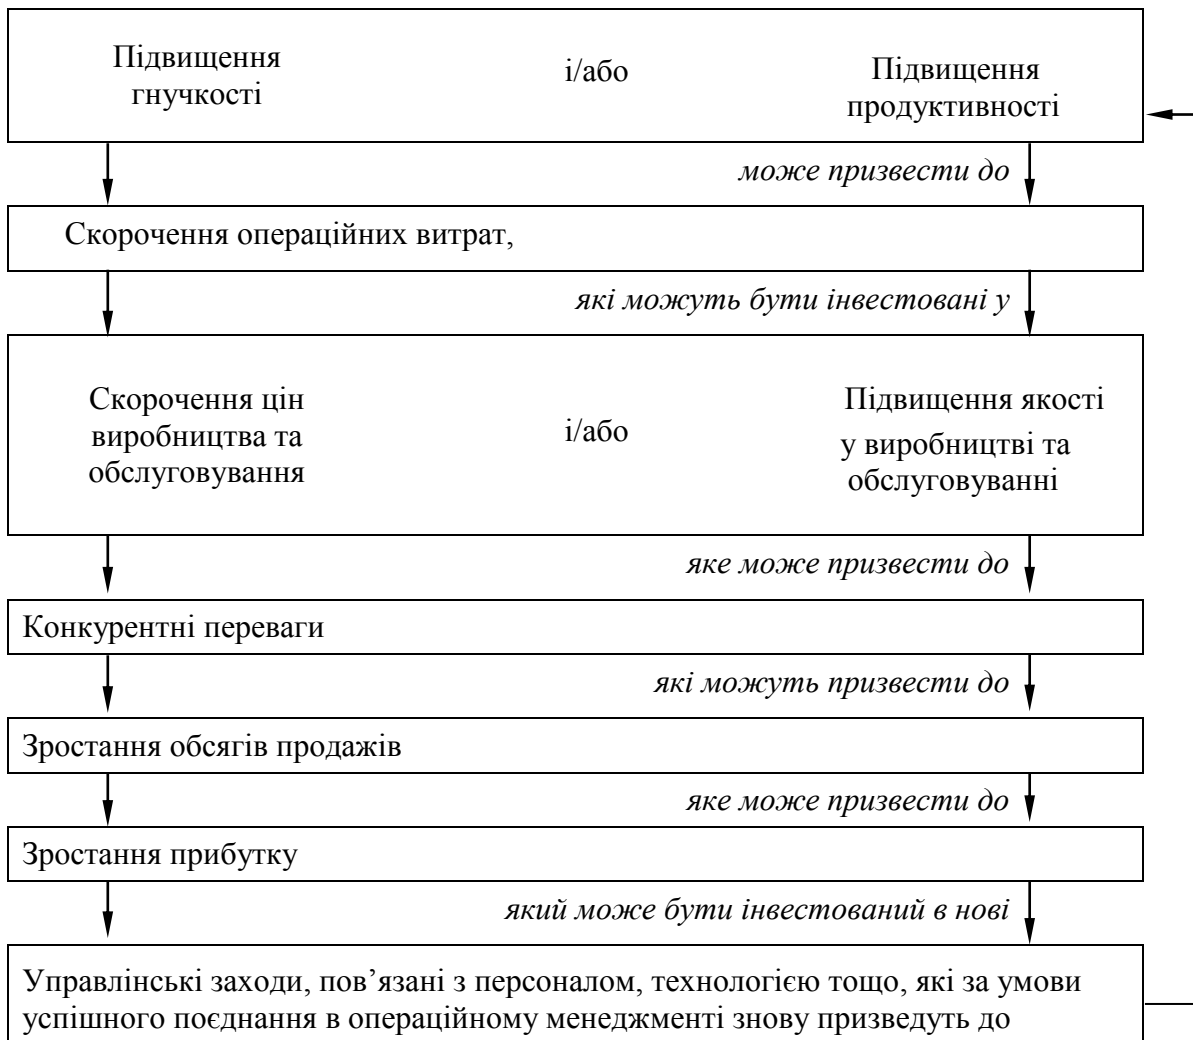 Підвищення
гнучкості
і/або
Підвищення
продуктивності
може призвести до
Скорочення операційних витрат,
які можуть бути інвестовані у
Скорочення цін
виробництва та
обслуговування
і/або
Підвищення якості
у виробництві та
обслуговуванні
яке може призвести до
Конкурентні переваги
які можуть призвести до
Зростання обсягів продажів
яке може призвести до
Зростання прибутку
який може бути інвестований в нові
Управлінські заходи, пов’язані з персоналом, технологією тощо, які за умови
успішного поєднання в операційному менеджменті знову призведуть до